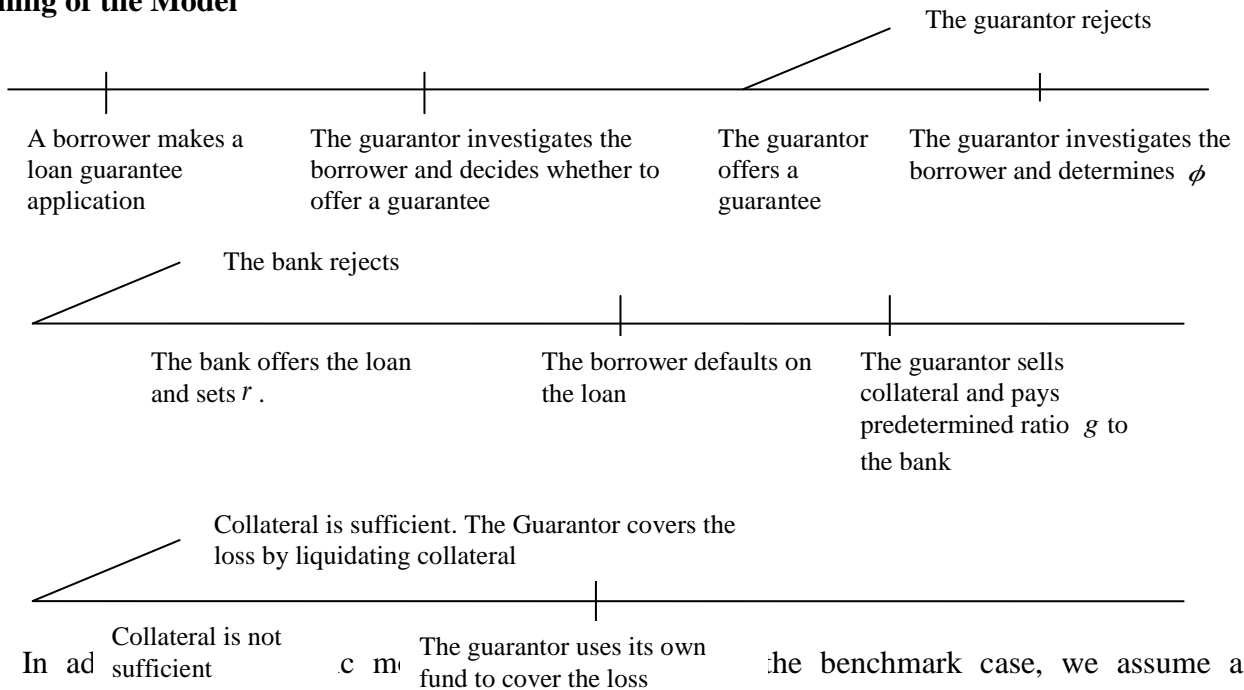 ing of the Model
The guarantor rejects
A borrower makes a
loan guarantee
application
The guarantor investigates the
borrower and decides whether to
offer a guarantee
The guarantor
offers a
guarantee
The guarantor investigates the
borrower and determines ϕ
The bank rejects
The bank offers the loan
and sets r .
The borrower defaults on
the loan
The guarantor sells
collateral and pays
predetermined ratio g to
the bank
Collateral is sufficient. The Guarantor covers the
loss by liquidating collateral
Collateral is not
sufficient
The guarantor uses its own
fund to cover the loss
In ad
the benchmark case, we assume a